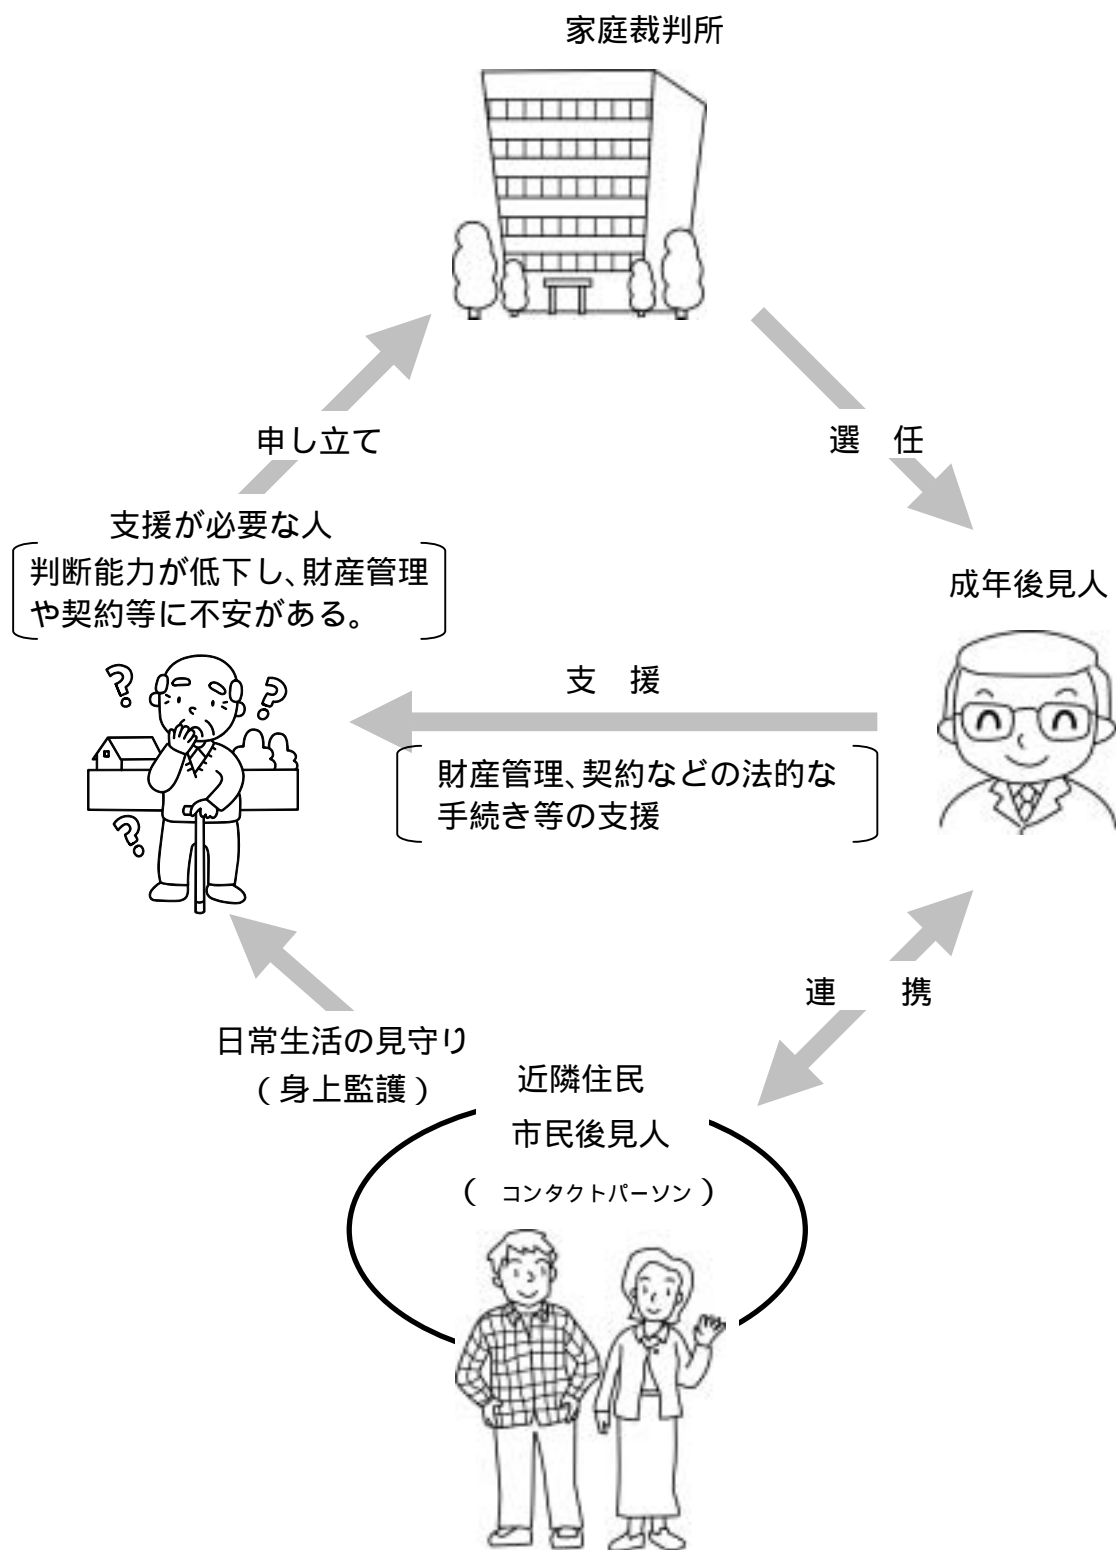 家庭裁判所
申し立て
選 任
支援が必要な人
判断能力が低下し、財産管理
や契約等に不安がある。
成年後見人
支 援
財産管理、契約などの法的な
手続き等の支援
連 携
日常生活の見守り
(身上監護)
近隣住民
市民後見人
( コンタクトパーソン )